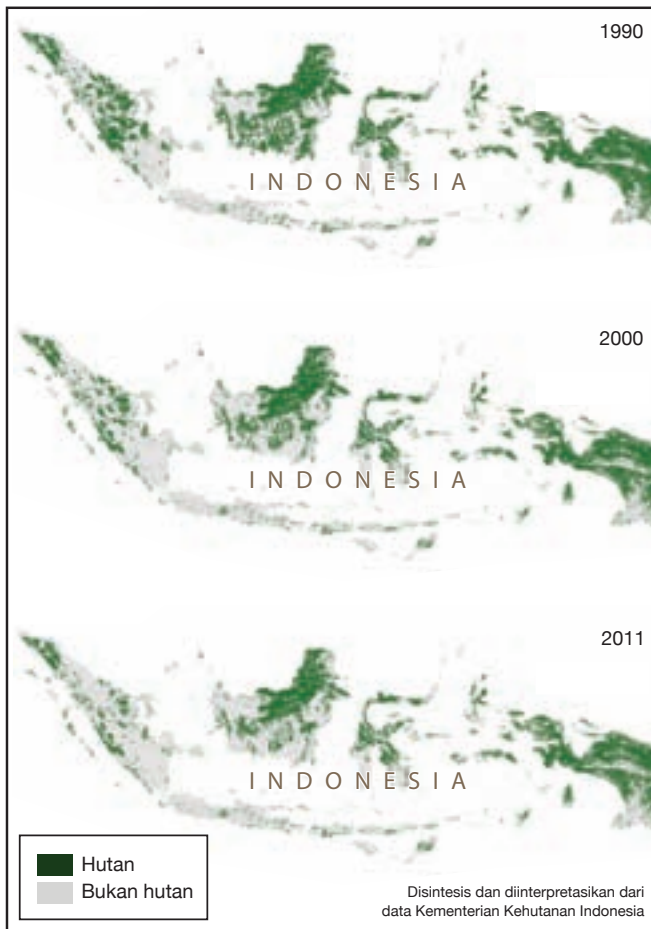 1990
INDONESIA
2000
INDONESIA
2011
INDONESIA
Hutan
Bukan hutan
Disintesis dan diinterpretasikan dari
data Kementerian Kehutanan Indonesia